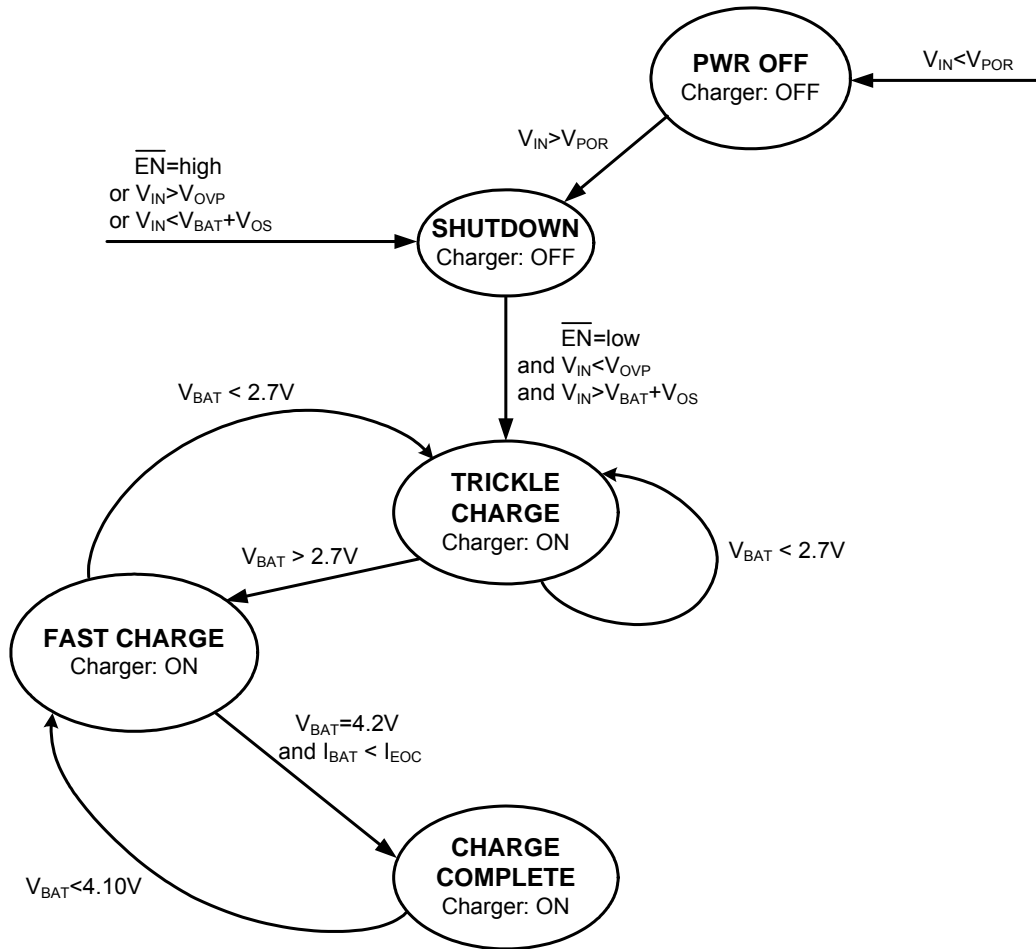 PWR OFF
Charger: OFF
V_IN<V_POR
V_IN>V_POR
E̅N̅=high
or V_IN>V_OVP
or V_IN<V_BAT+V_OS
SHUTDOWN
Charger: OFF
E̅N̅=low
and V_IN<V_OVP
and V_IN>V_BAT+V_OS
V_BAT < 2.7V
TRICKLE
CHARGE
Charger: ON
V_BAT < 2.7V
V_BAT > 2.7V
FAST CHARGE
Charger: ON
V_BAT=4.2V
and I_BAT < I_EOC
CHARGE
COMPLETE
Charger: ON
V_BAT<4.10V